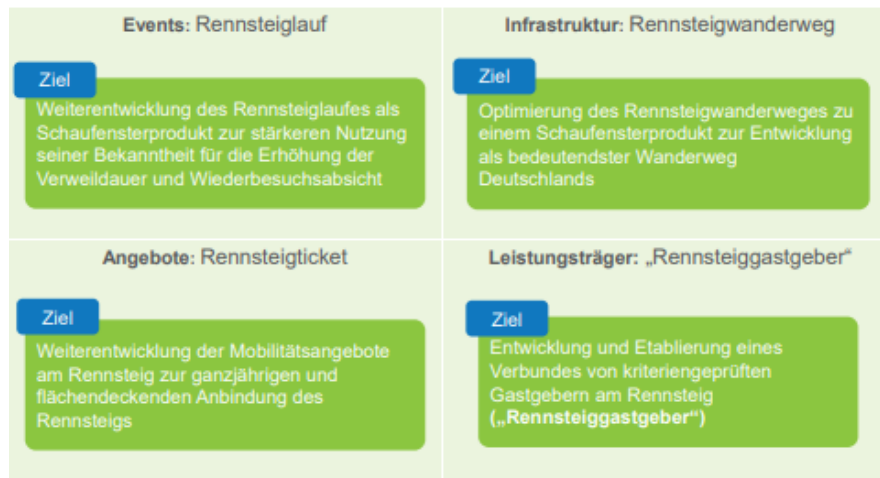 Events: Rennsteiglauf
Ziel
Weiterentwicklung des Rennsteiglaufes als
Schaufensterprodukt zur stärkeren Nutzung
seiner Bekanntheit für die Erhöhung der
Verweildauer und Wiederbesuchsabsicht
Infrastruktur: Rennsteigwanderweg
Ziel
Optimierung des Rennsteigwanderweges zu
einem Schaufensterprodukt zur Entwicklung
als bedeutendster Wanderweg
Deutschlands
Angebote: Rennsteigticket
Ziel
Weiterentwicklung der Mobilitätsangebote
am Rennsteig zur ganzjährigen und
flächendeckenden Anbindung des
Rennsteigs
Leistungsträger: „Rennsteiggastgeber“
Ziel
Entwicklung und Etablierung eines
Verbundes von kriteriengeprüften
Gastgebern am Rennsteig
(„Rennsteiggastgeber“)